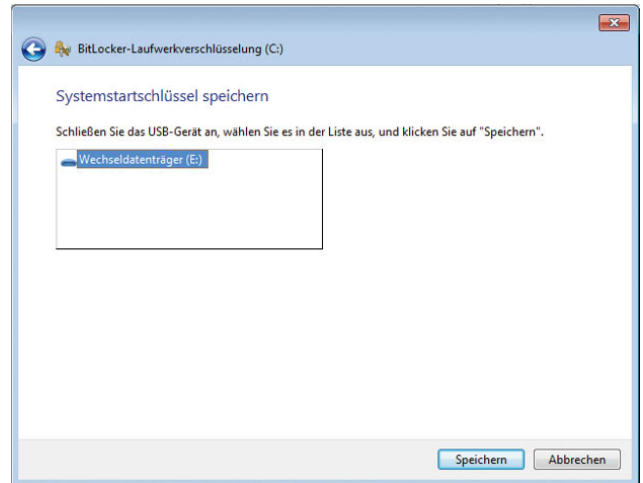 BitLocker-Laufwerkverschlüsselung (C:)
Systemstartschlüssel speichern
Schließen Sie das USB-Gerät an, wählen Sie es in der Liste aus, und klicken Sie auf "Speichern".
Wechseldatenträger (E:)
Speichern Abbrechen